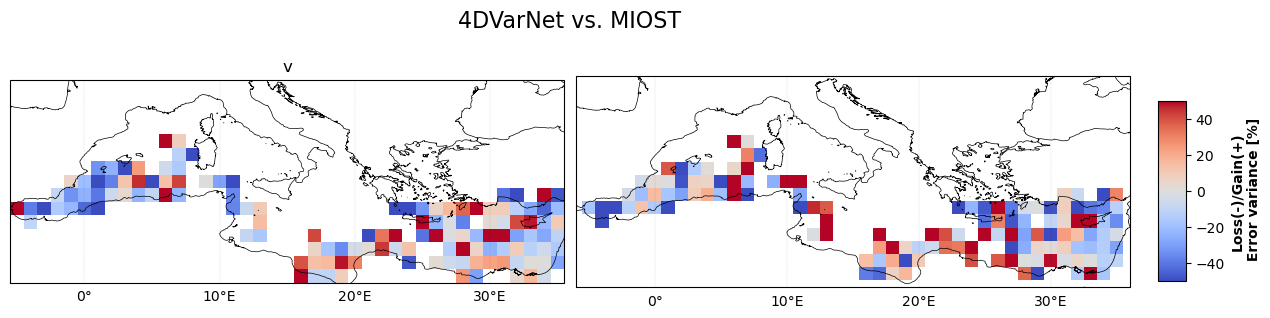 4DVarNet vs. MIOST
v
0°
10°E
20°E
30°E
0°
10°E
20°E
30°E
40
20
0
−20
−40
Loss(-)/Gain(+)
Error variance [%]